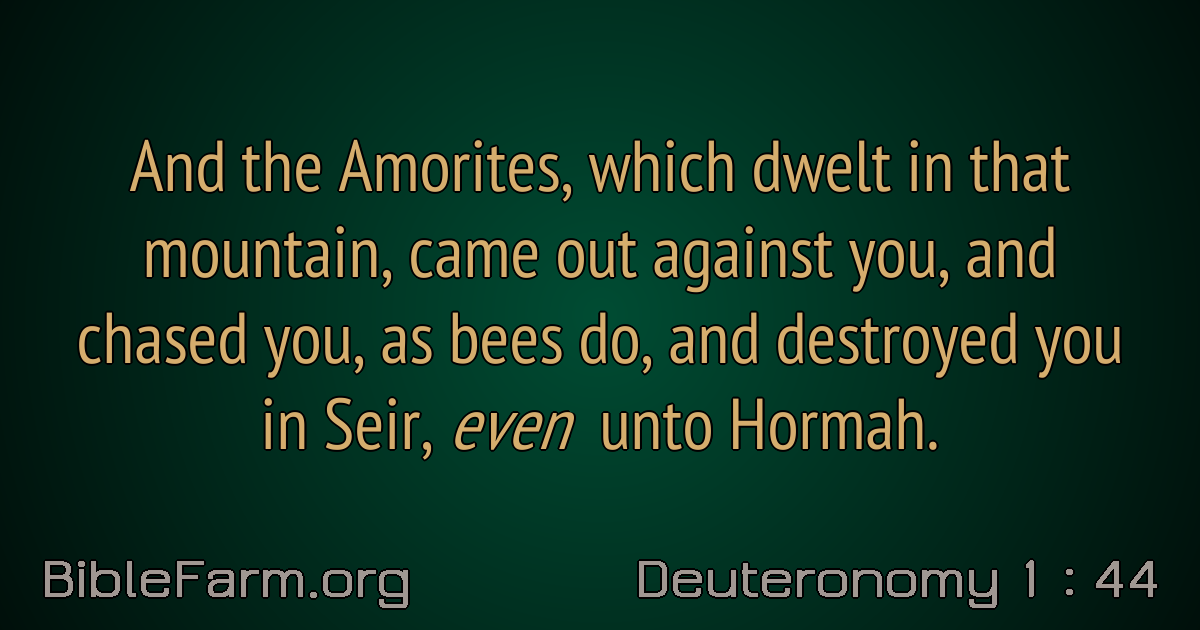 And the Amorites, which dwelt in that
mountain, came out against you, and
chased you, as bees do, and destroyed you
in Seir, even unto Hormah.
BibleFarm.org
Deuteronomy 1 : 44